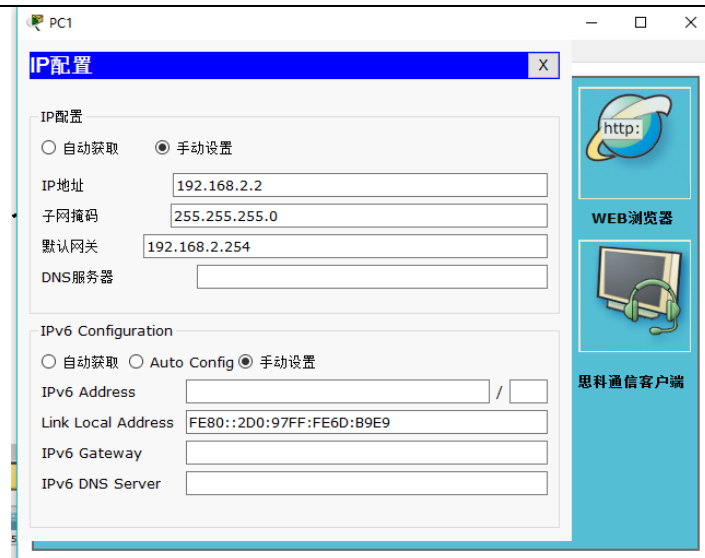 PC1
IP配置
X
IP配置
自动获取 手动设置
IP地址 192.168.2.2
子网掩码 255.255.255.0
默认网关 192.168.2.254
DNS服务器
IPv6 Configuration
自动获取 Auto Config 手动设置
IPv6 Address /
Link Local Address FE80::2D0:97FF:FE6D:B9E9
IPv6 Gateway
IPv6 DNS Server
http:
WEB浏览器
思科通信客户端
5